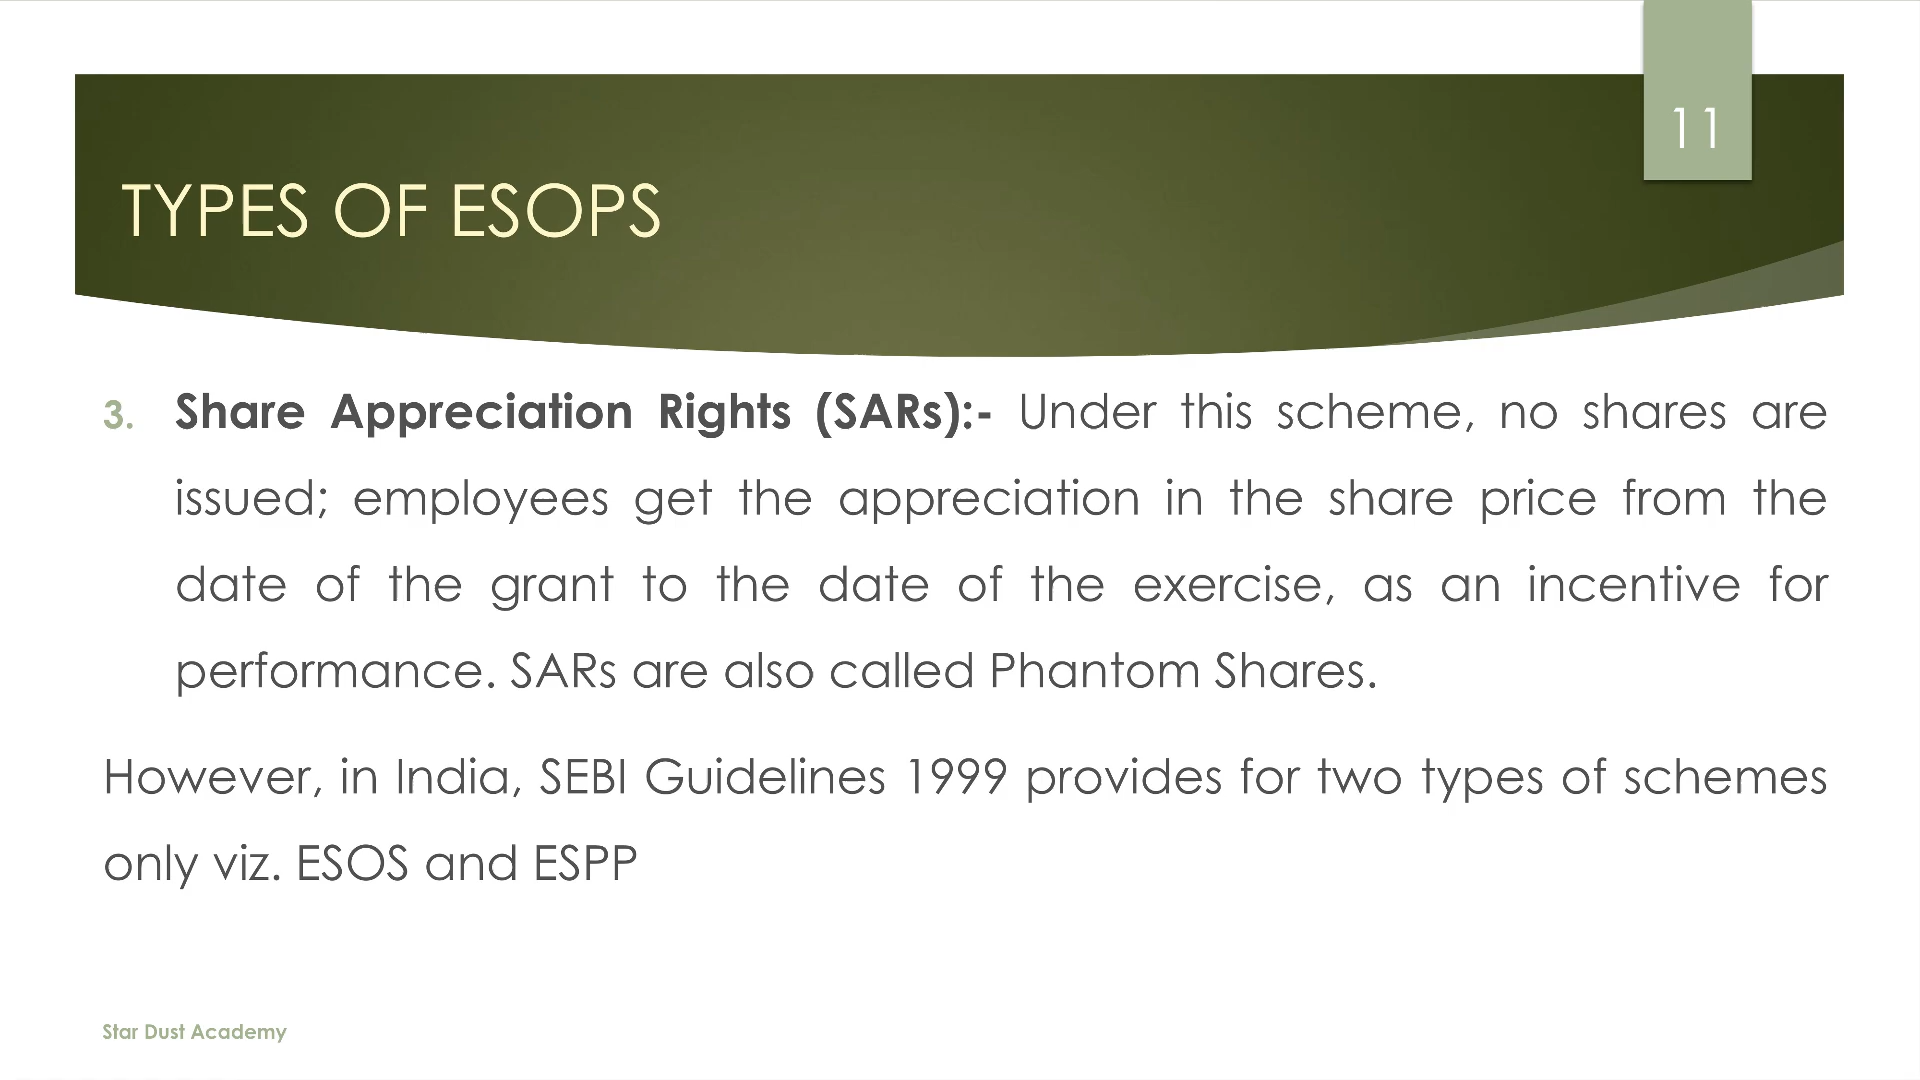 11
TYPES OF ESOPS
3. Share Appreciation Rights (SARs):- Under this scheme, no shares are
issued; employees get the appreciation in the share price from the
date of the grant to the date of the exercise, as an incentive for
performance. SARs are also called Phantom Shares.
However, in India, SEBI Guidelines 1999 provides for two types of schemes
only viz. ESOS and ESPP
Star Dust Academy